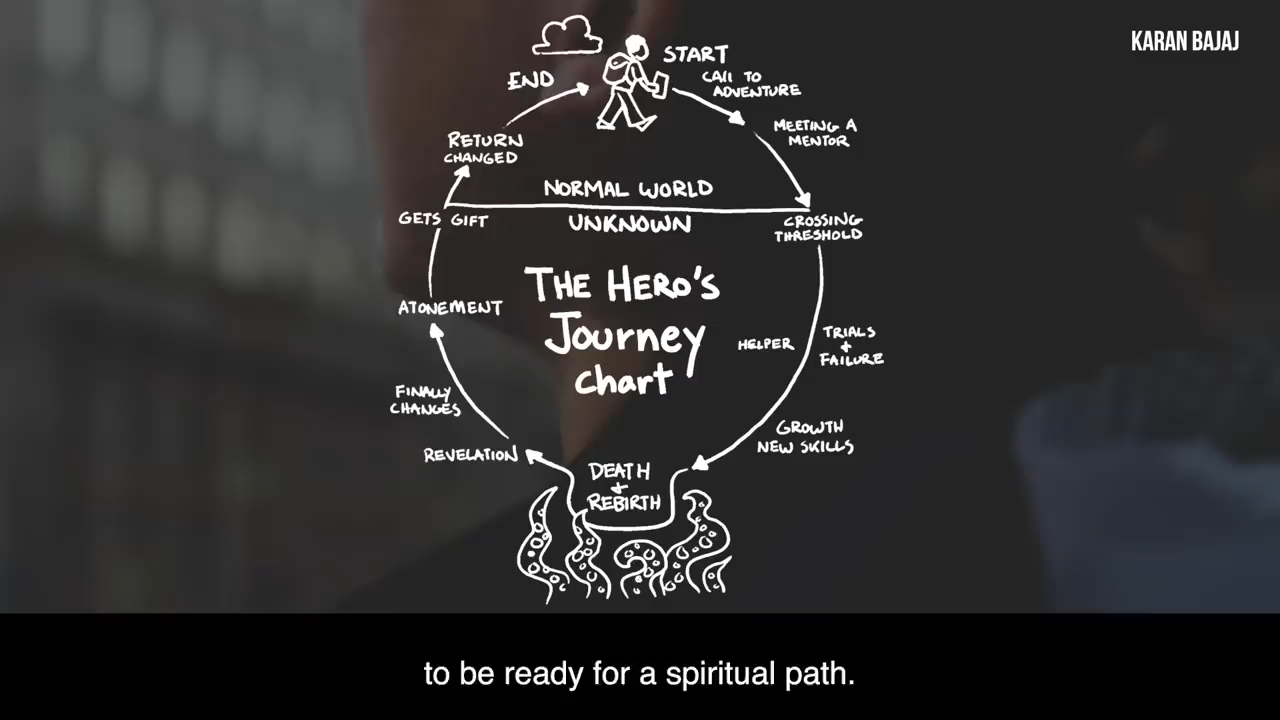 KARAN BAJAJ
START
CALL TO
ADVENTURE
MEETING A
MENTOR
NORMAL WORLD
UNKNOWN
CROSSING
THRESHOLD
THE HERO'S
JOURNEY
CHART
HELPER
TRIALS
+
FAILURE
GROWTH
NEW SKILLS
DEATH
+
REBIRTH
REVELATION
FINALLY
CHANGES
ATONEMENT
GETS GIFT
RETURN
CHANGED
END
to be ready for a spiritual path.